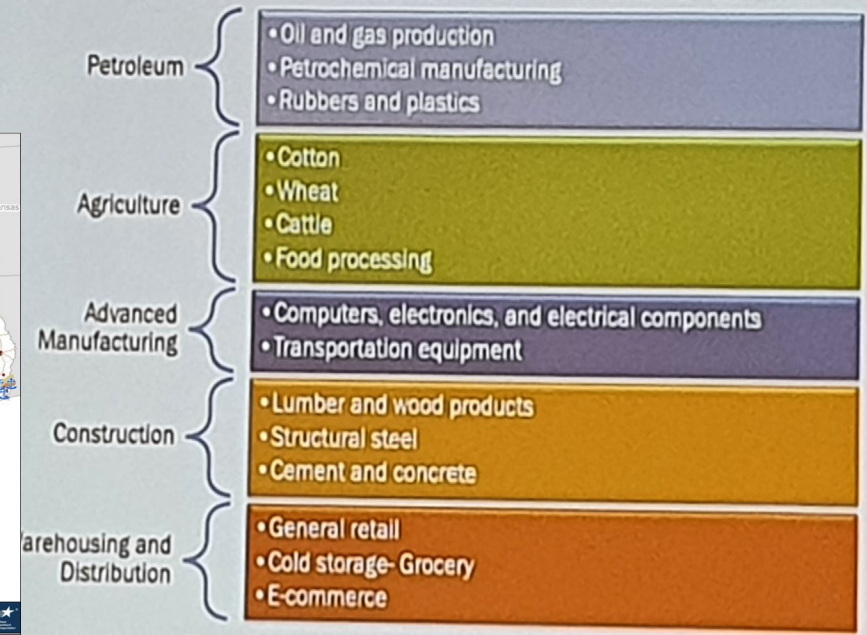 Petroleum
• Oil and gas production
• Petrochemical manufacturing
• Rubbers and plastics
Agriculture
• Cotton
• Wheat
• Cattle
• Food processing
Advanced
Manufacturing
• Computers, electronics, and electrical components
• Transportation equipment
Construction
• Lumber and wood products
• Structural steel
• Cement and concrete
arehousing and
Distribution
• General retail
• Cold storage- Grocery
• E-commerce
nsas